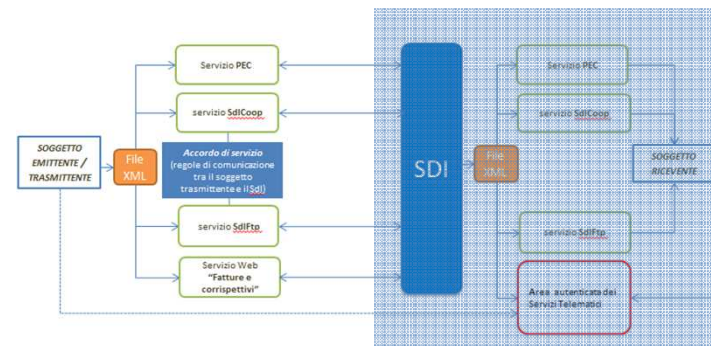 Servizio PEC
servizio SdICoop
SOGGETTO
EMITTENTE /
TRASMITTENTE
File
XML
Accordo di servizio
(regole di comunicazione
tra il soggetto
trasmittente e il SdI)
servizio SdIFtp
Servizio Web
"Fatture e
corrispettivi"
SDI
File
XML
Servizio PEC
servizio SdICoop
SOGGETTO
RICEVENTE
servizio SdIFtp
Area autenticata dei
Servizi Telematici